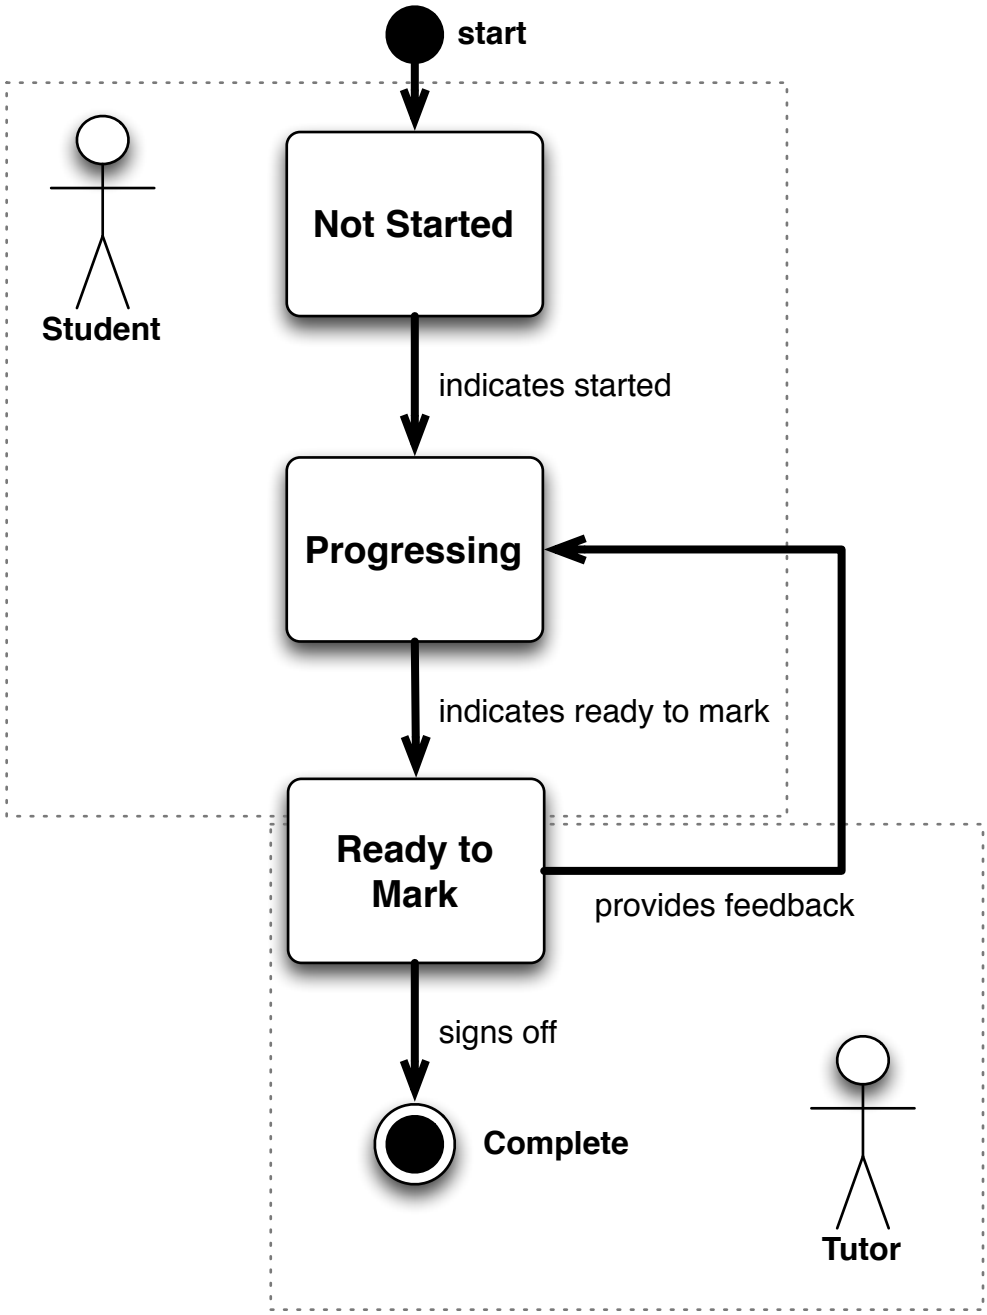 start
Not Started
Student
indicates started
Progressing
indicates ready to mark
Ready to
Mark
provides feedback
signs off
Complete
Tutor